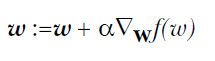 w := w + α∇wf(w)